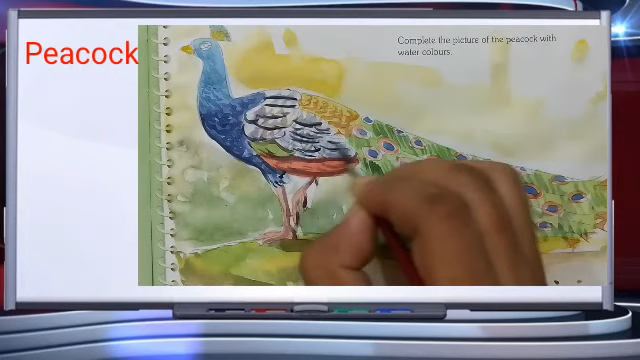 Peacock
Complete the picture of the peacock with
water colours.